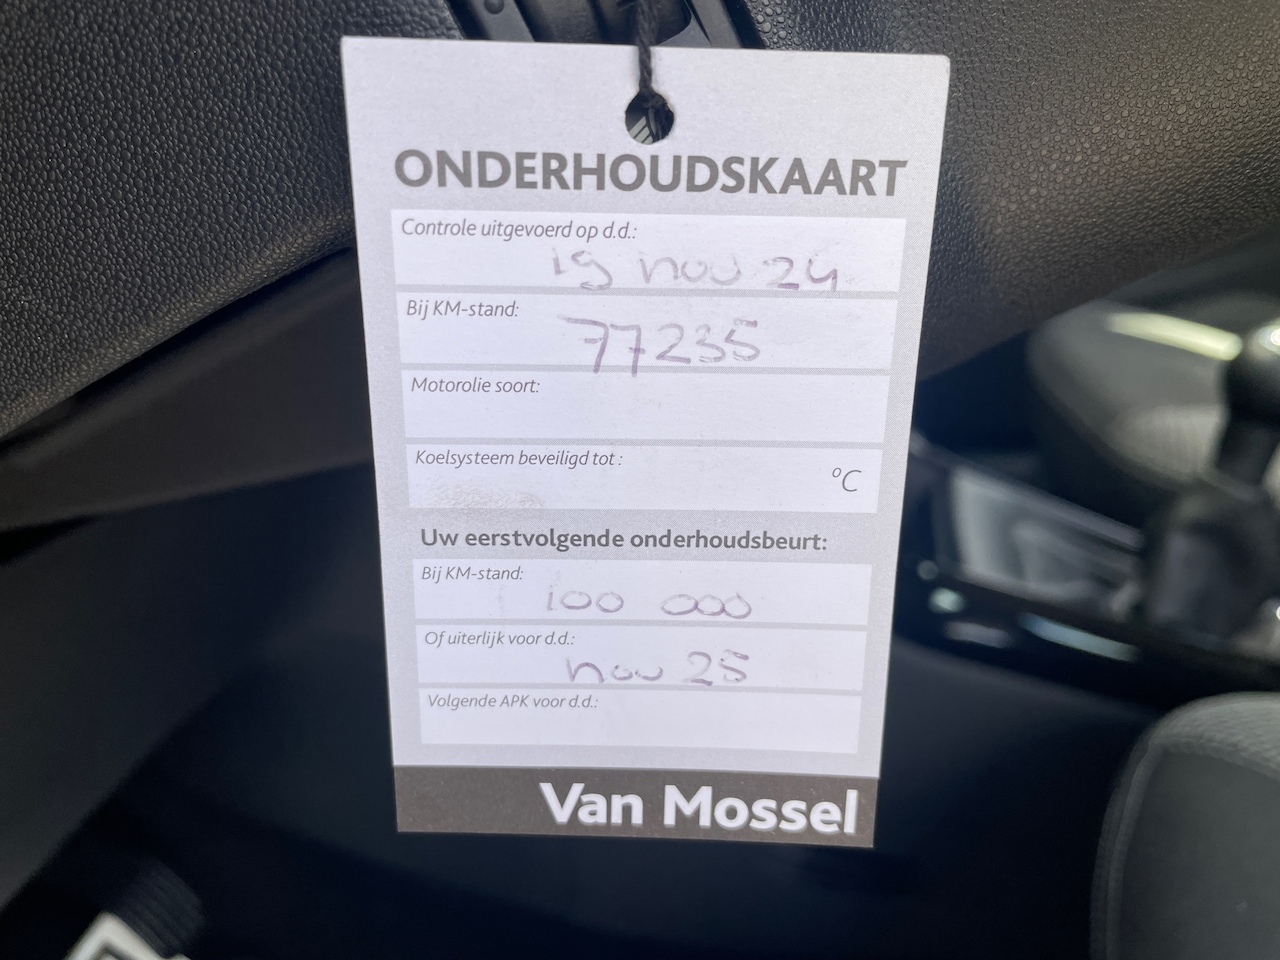 ONDERHOUDSKAART
Controle uitgevoerd op d.d.:
19 nov 24
Bij KM-stand:
77235
Motorolie soort:
Koelsysteem beveiligd tot:
°C
Uw eerstvolgende onderhoudsbeurt:
Bij KM-stand:
100 000
Of uiterlijk voor d.d.:
nov 25
Volgende APK voor d.d.:
Van Mossel